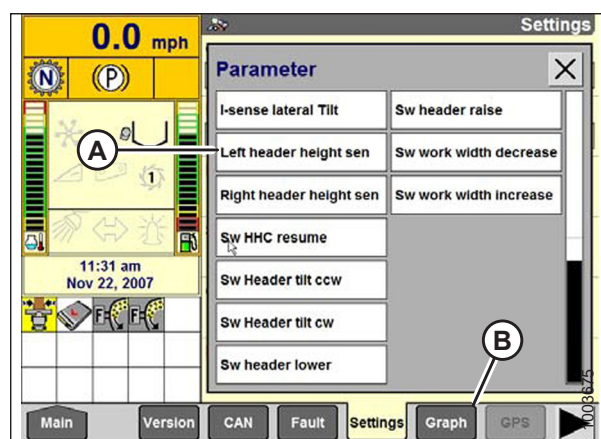 0.0 mph
Settings
N
(P)
Parameter
I-sense lateral Tilt
Sw header raise
A
Left header height sen
Sw work width decrease
1
Right header height sen
Sw work width increase
Sw HHC resume
11:31 am
Nov 22, 2007
Sw Header tilt ccw
F
F
Sw Header tilt cw
B
Sw header lower
1003675
Main
Version
CAN
Fault
Settings
Graph
GPS